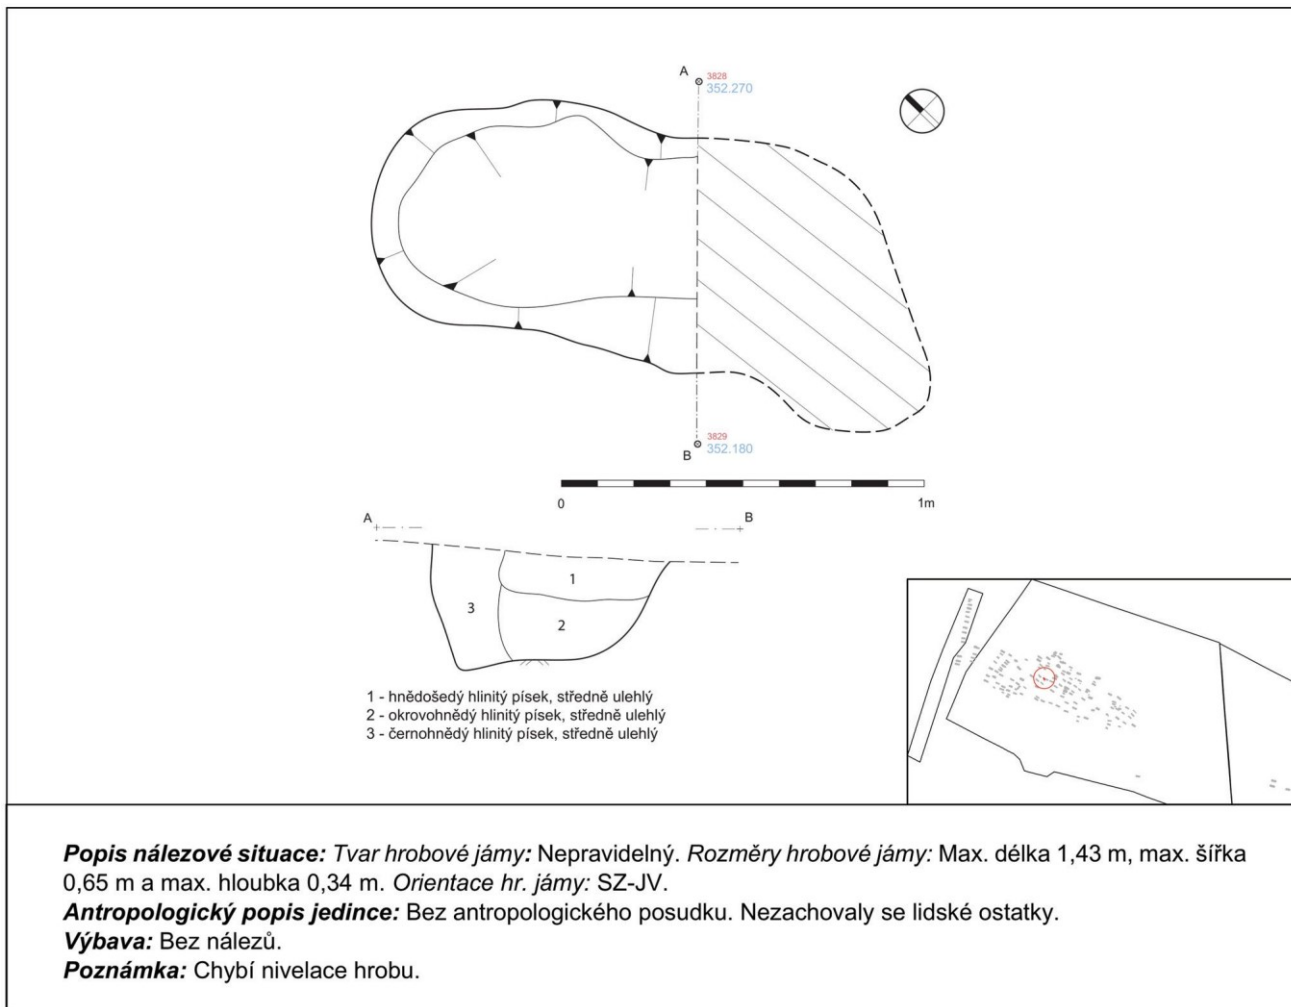 A
3828
352.270
3829
352.180
B
0
1m
A
B
1
3
2
1 - hnědošedý hlinitý písek, středně ulehlý
2 - okrovohnědý hlinitý písek, středně ulehlý
3 - černohnědý hlinitý písek, středně ulehlý
Popis nálezové situace: Tvar hrobové jámy: Nepravidelný. Rozměry hrobové jámy: Max. délka 1,43 m, max. šířka
0,65 m a max. hloubka 0,34 m. Orientace hr. jámy: SZ-JV.
Antropologický popis jedince: Bez antropologického posudku. Nezachovaly se lidské ostatky.
Výbava: Bez nálezů.
Poznámka: Chybí nivelace hrobu.